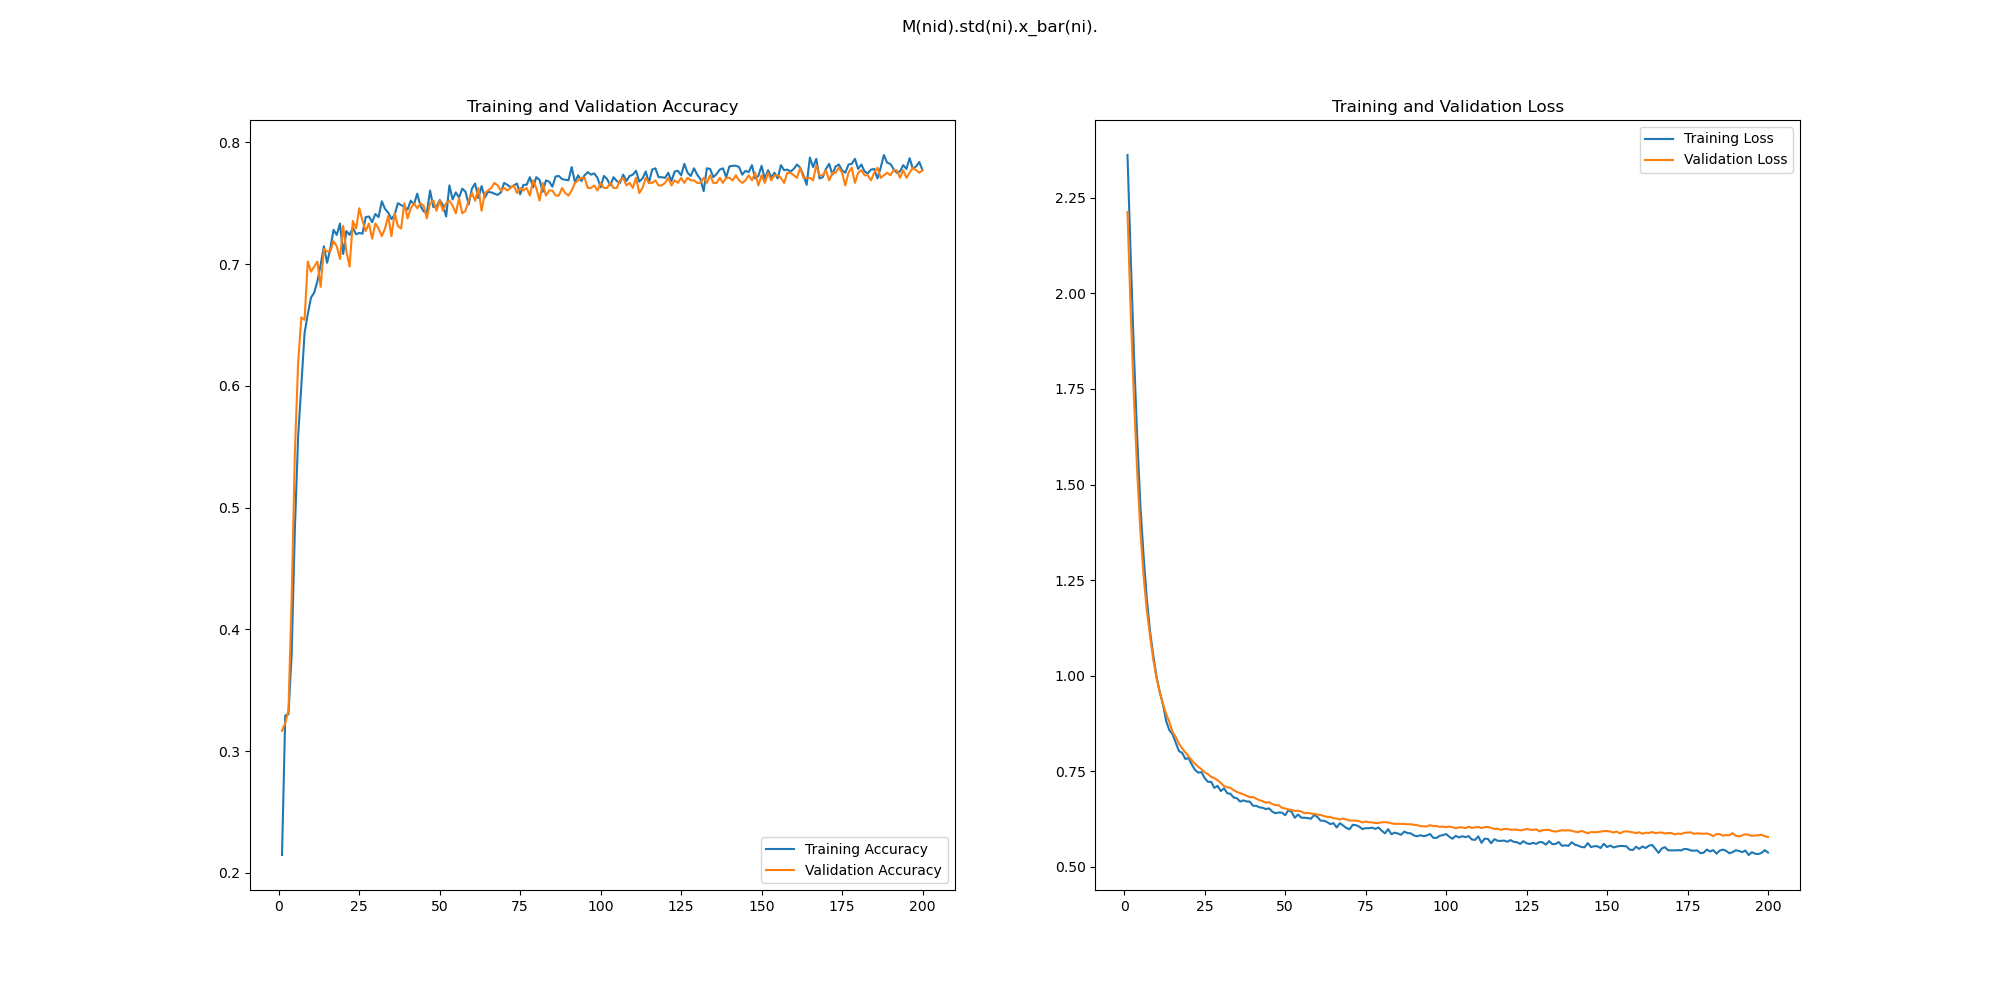 M(nid).std(ni).x_bar(ni).
Training and Validation Accuracy
0.8
0.7
0.6
0.5
0.4
0.3
0.2
0 25 50 75 100 125 150 175 200
Training Accuracy
Validation Accuracy
Training and Validation Loss
Training Loss
Validation Loss
2.25
2.00
1.75
1.50
1.25
1.00
0.75
0.50
0 25 50 75 100 125 150 175 200